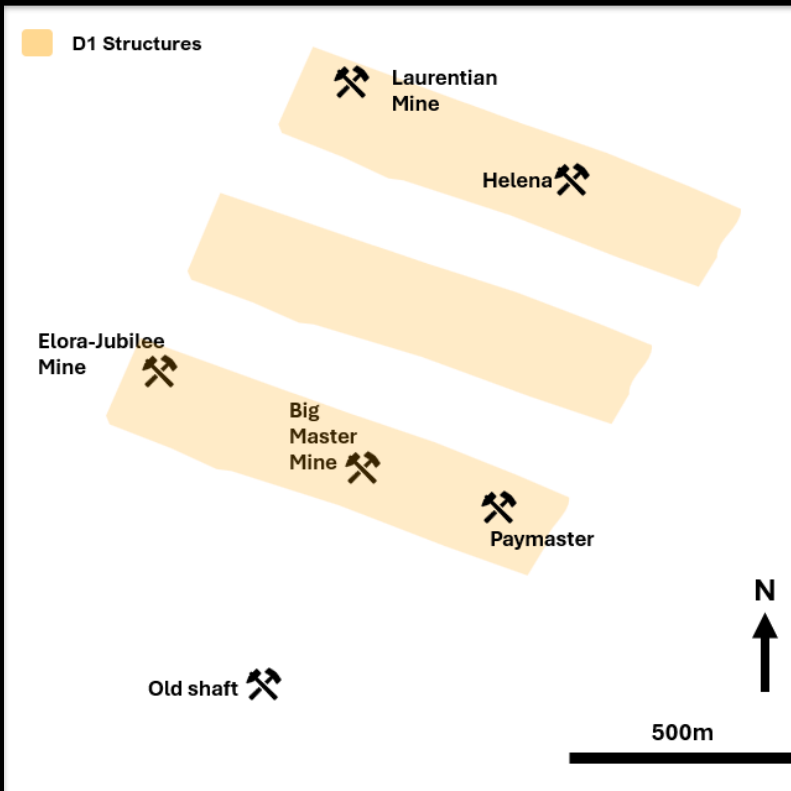 D1 Structures
Laurentian
Mine
Helena
Elora-Jubilee
Mine
Big
Master
Mine
Paymaster
N
Old shaft
500m